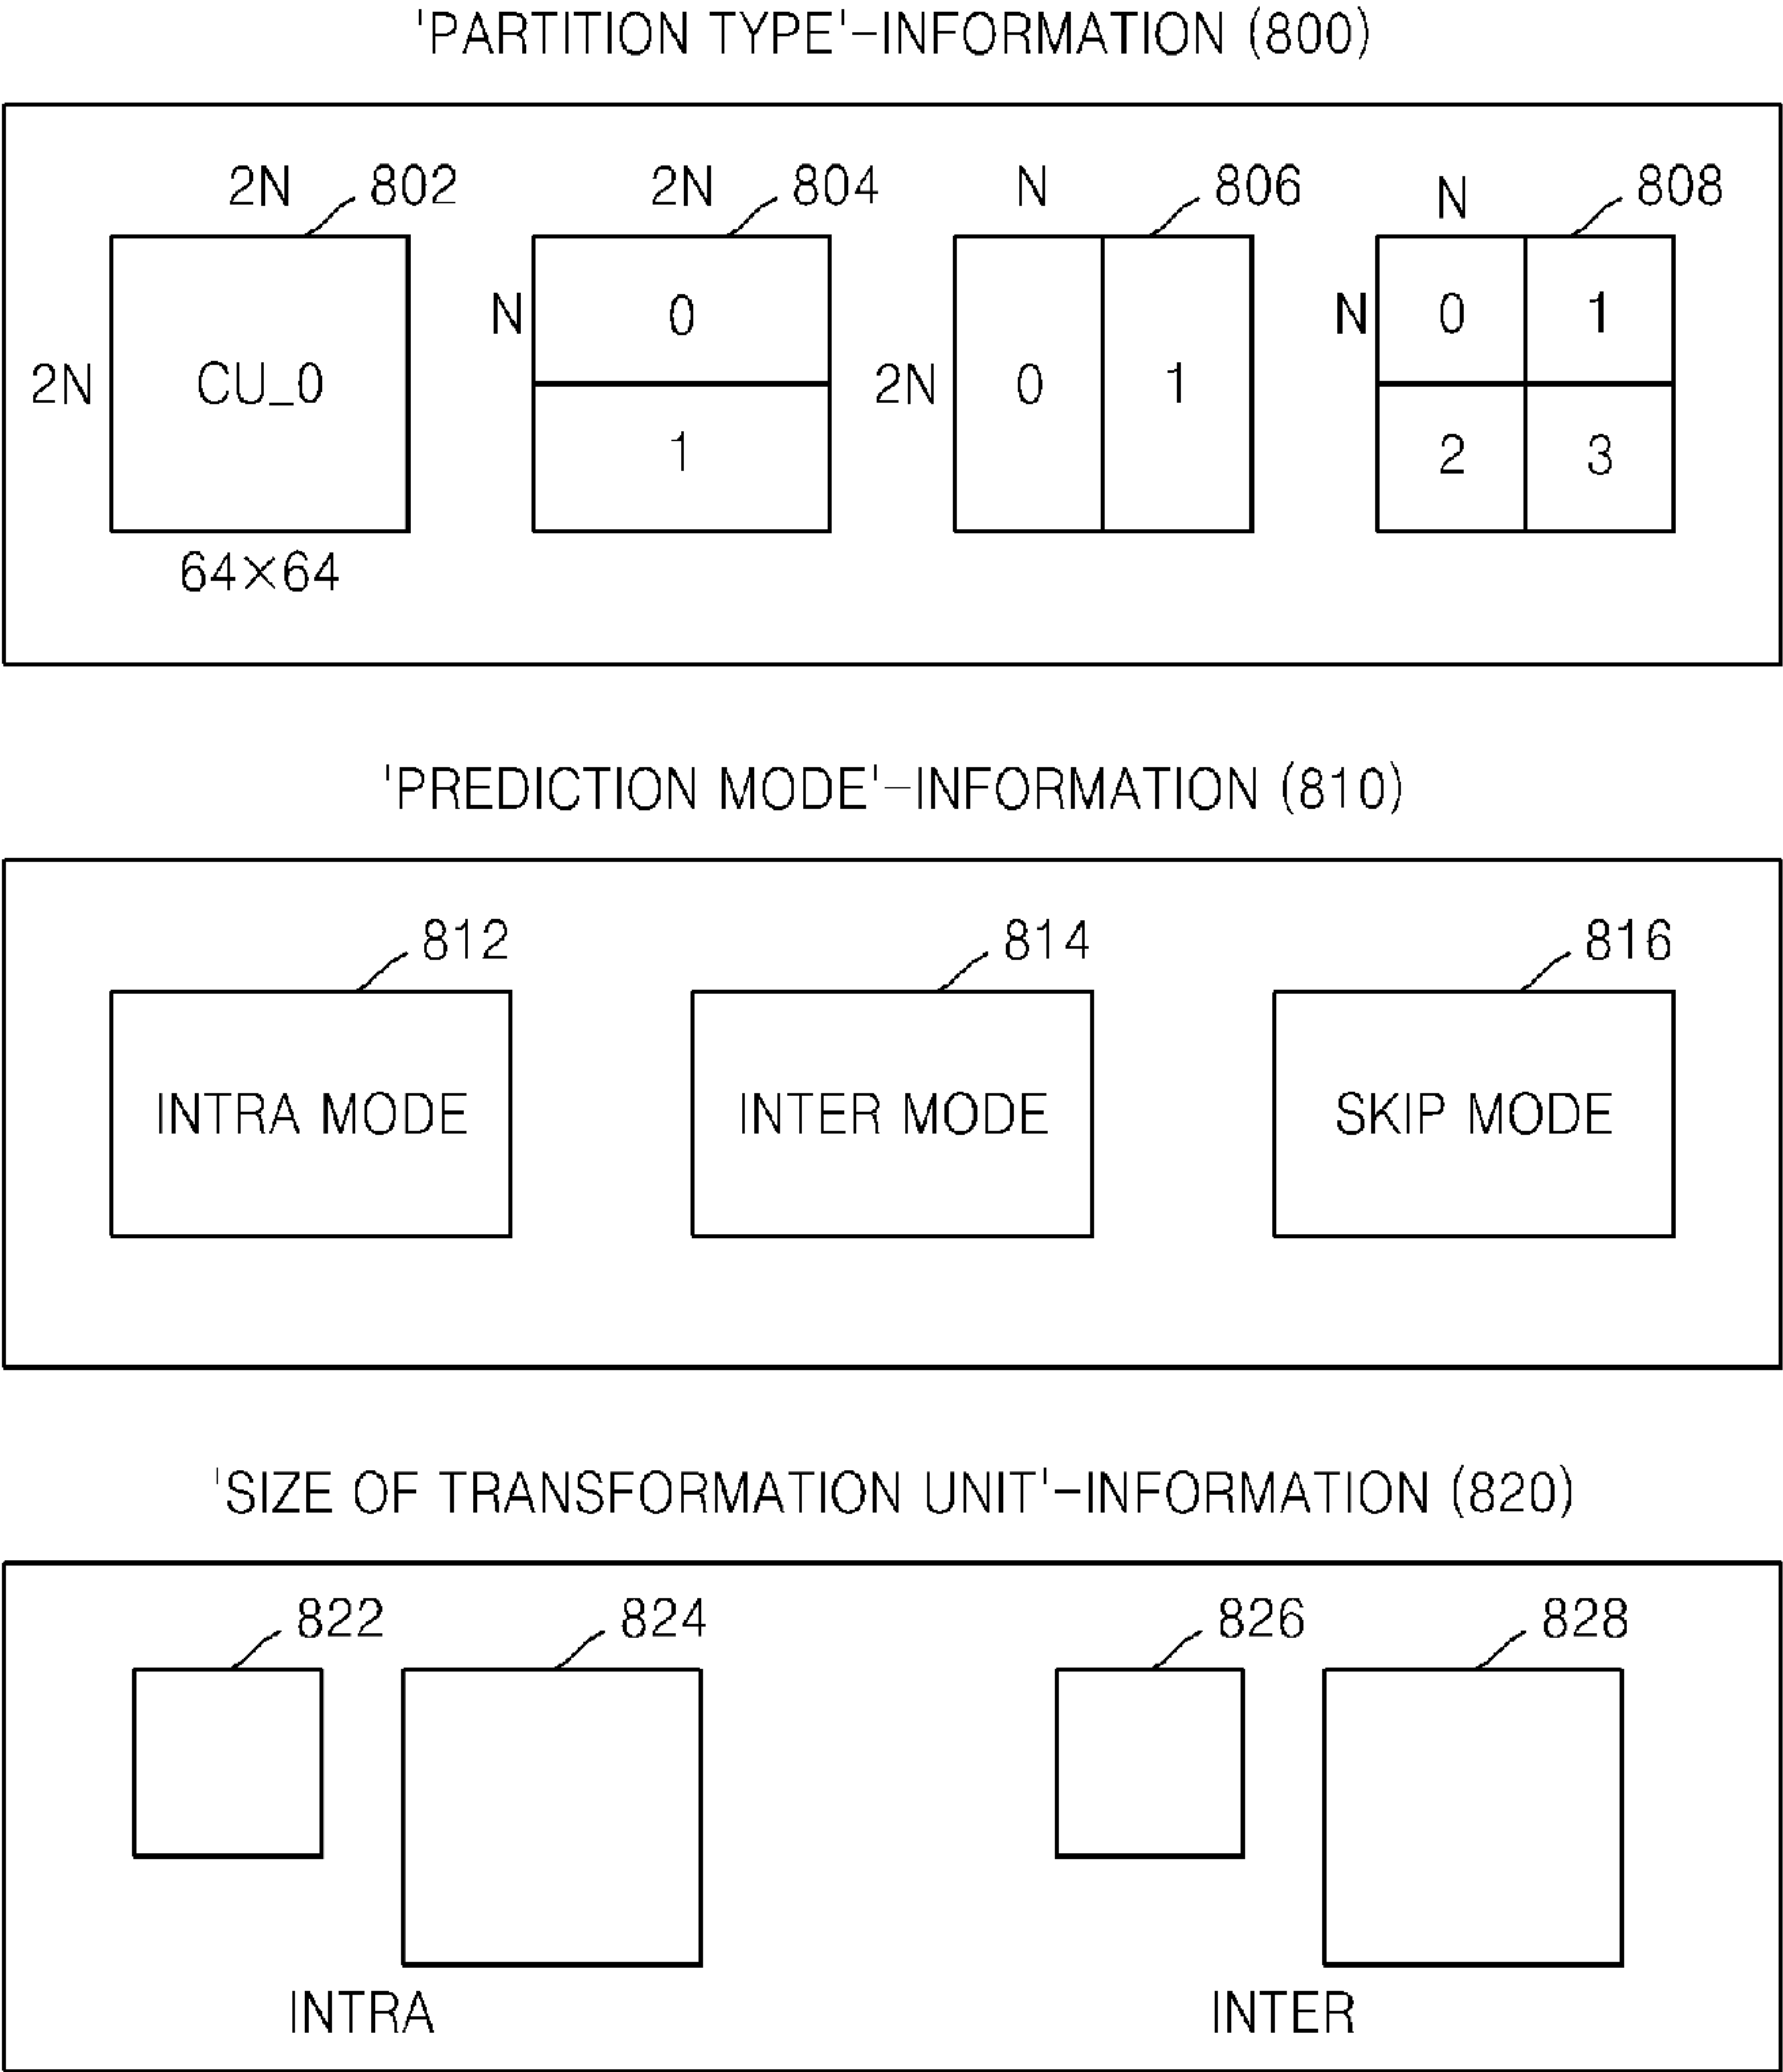 'PARTITION TYPE'-INFORMATION (800)
2N 802 2N 804 N 806 N 808
N 0 N 0 1
2N CU_0 2N 0 1
1 2 3
64×64
'PREDICTION MODE'-INFORMATION (810)
812 814 816
INTRA MODE INTER MODE SKIP MODE
'SIZE OF TRANSFORMATION UNIT'-INFORMATION (820)
822 824 826 828
INTRA INTER